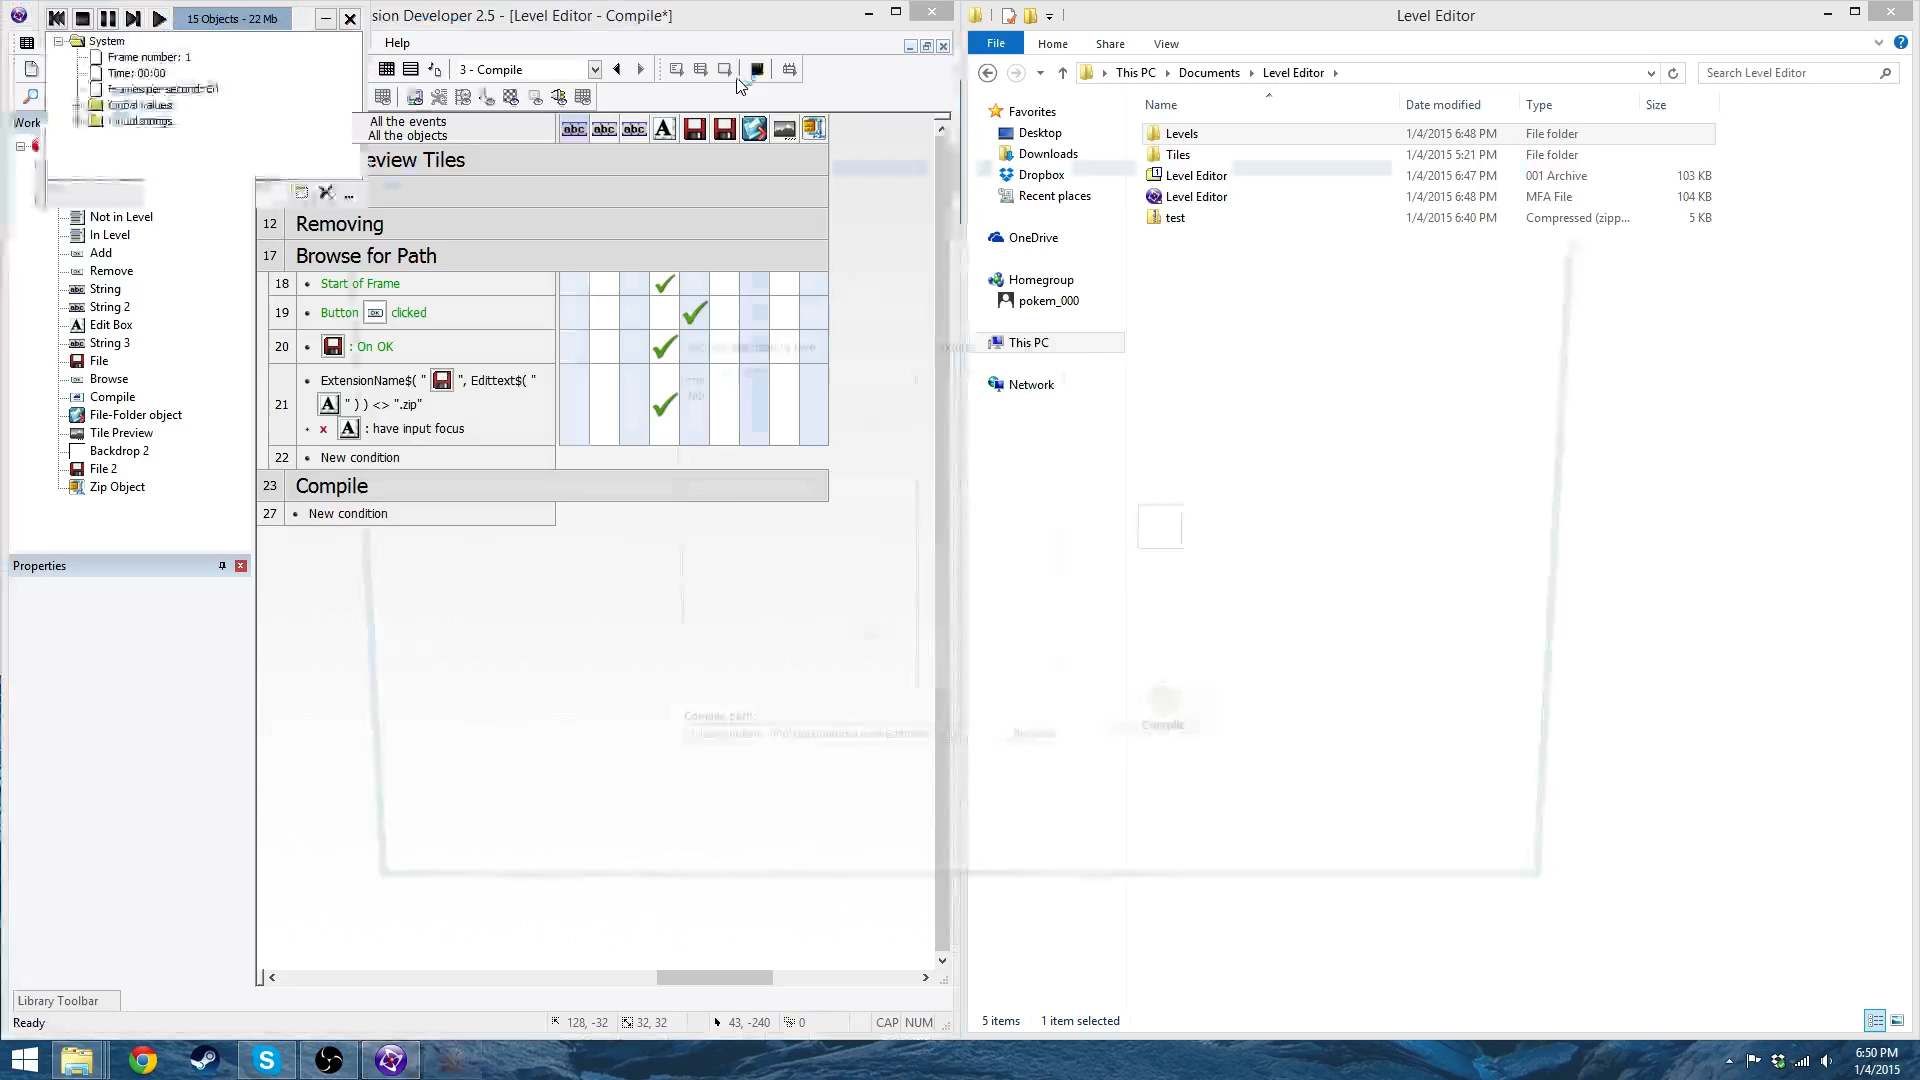 15 Objects - 22 Mb
sion Developer 2.5 - [Level Editor - Compile*]
System
Frame number: 1
Time: 00:00
Help
3 - Compile
Work
All the events
All the objects
eview Tiles
12 Removing
17 Browse for Path
18 • Start of Frame
19 • Button clicked
20 • : On OK
21 • ExtensionName$( " ", Edittext$( "
" ) ) <> ".zip"
x : have input focus
22 • New condition
23 Compile
27 • New condition
Not in Level
In Level
Add
Remove
String
String 2
Edit Box
String 3
File
Browse
Compile
File-Folder object
Tile Preview
Backdrop 2
File 2
Zip Object
Properties
Compile path:
Browse
Compile
Library Toolbar
Ready
128, -32
32, 32
43, -240
0
CAP NUM
Level Editor
File Home Share View
This PC Documents Level Editor
Search Level Editor
Name Date modified Type Size
Levels 1/4/2015 6:48 PM File folder
Tiles 1/4/2015 5:21 PM File folder
Level Editor 1/4/2015 6:47 PM 001 Archive 103 KB
Level Editor 1/4/2015 6:48 PM MFA File 104 KB
test 1/4/2015 6:40 PM Compressed (zipp... 5 KB
Favorites
Desktop
Downloads
Dropbox
Recent places
OneDrive
Homegroup
pokem_000
This PC
Network
5 items 1 item selected
6:50 PM
1/4/2015